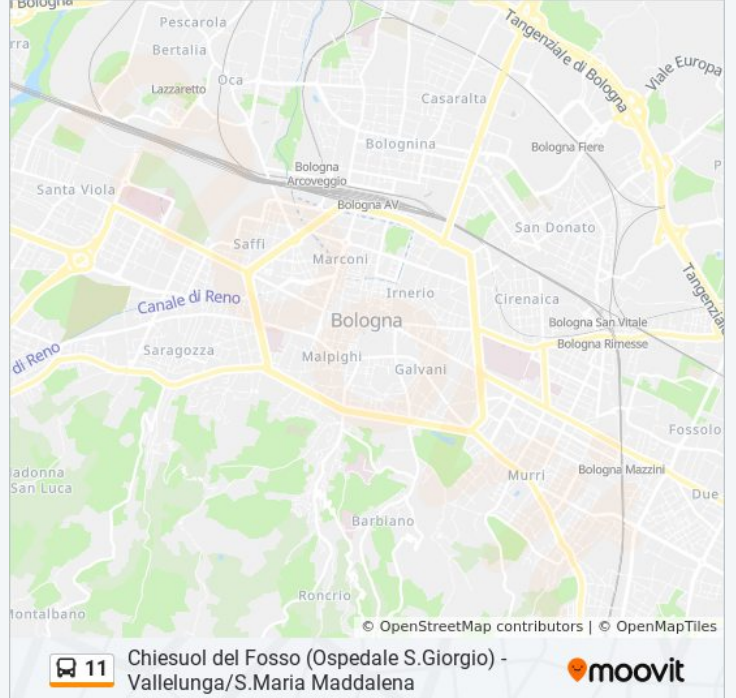 Bologna
Pescarola
Bertalia
Oca
Lazzaretto
Tangenziale di Bologna
Viale Europa
Casaralta
Bolognina
Bologna Fiere
Bologna
Arcoveggio
Santa Viola
Bologna AV
San Donato
Saffi
Marconi
Tangenziale
Irnerio
Cirenaica
Canale di Reno
Bologna
Bologna San Vitale
Bologna Rimesse
di Reno
Saragozza
Malpighi
Galvani
Fossolo
Murri
Bologna Mazzini
adonna
San Luca
Due
Barbiano
Roncrio
Montalbano
© OpenStreetMap contributors | © OpenMapTiles
11
Chiesuol del Fosso (Ospedale S.Giorgio) -
Vallelunga/S.Maria Maddalena
moovit